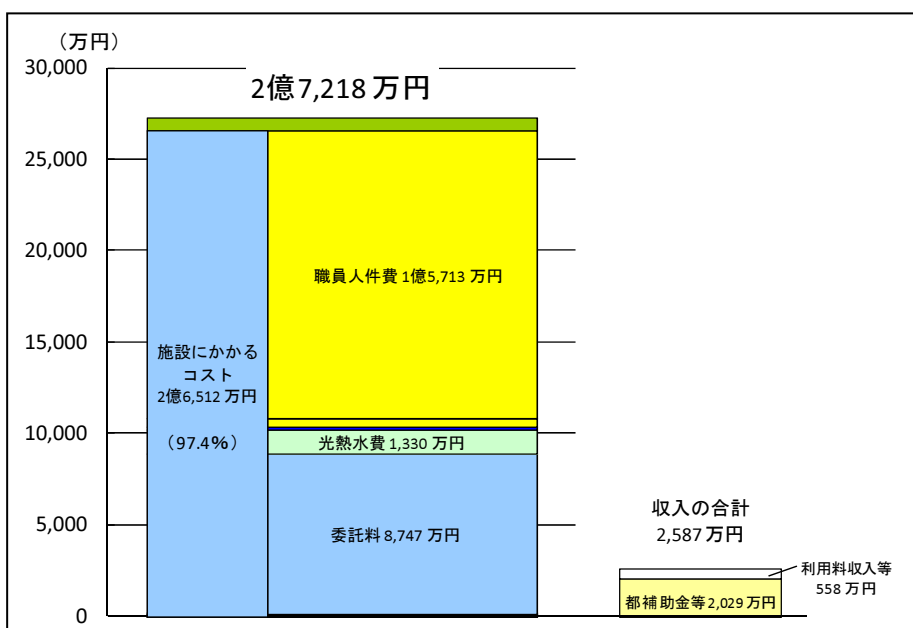 （万円）
30,000
2億7,218 万円
25,000
20,000
15,000
10,000
5,000
0
職員人件費 1億5,713 万円
施設にかかる
コスト
2億6,512 万円
（97.4%）
光熱水費 1,330 万円
委託料 8,747 万円
収入の合計
2,587 万円
利用料収入等
558 万円
都補助金等 2,029 万円